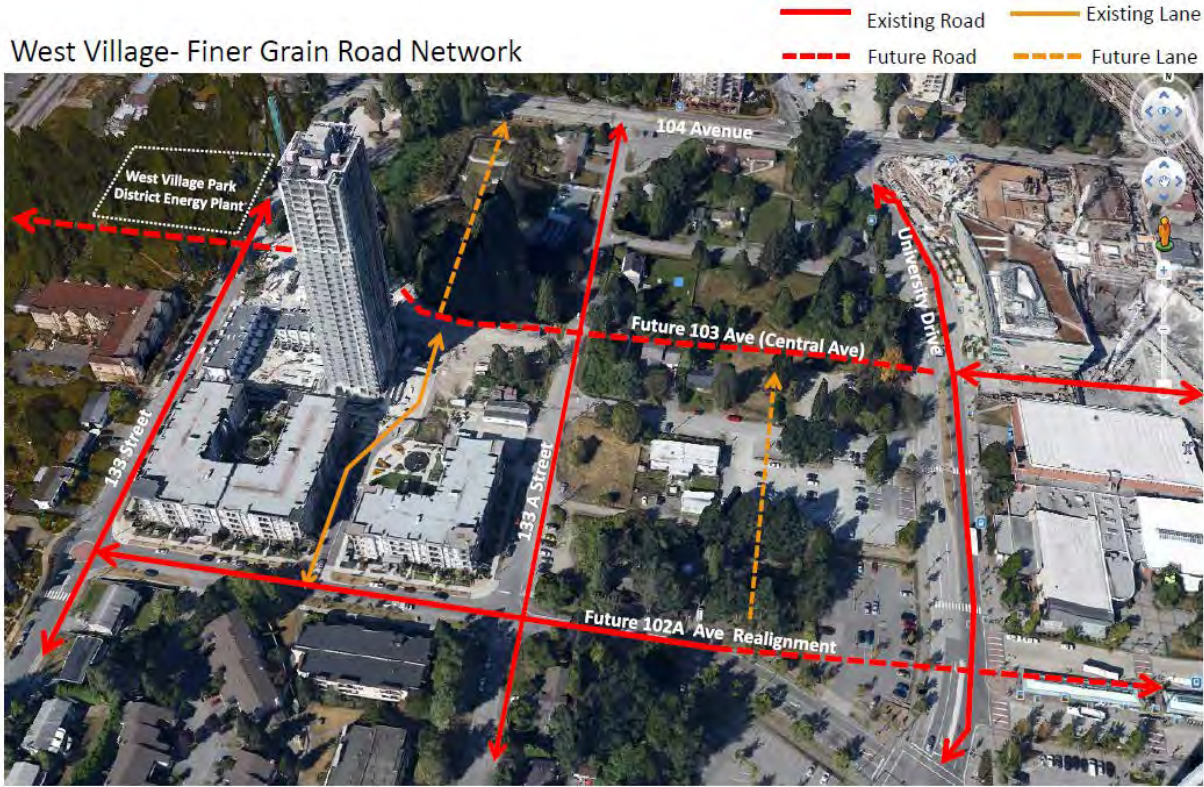 Existing Road
Existing Lane
West Village- Finer Grain Road Network
Future Road
Future Lane
N
104 Avenue
West Village Park
District Energy Plant
University Drive
Future 103 Ave (Central Ave)
133 Street
133 A Street
Future 102A Ave Realignment